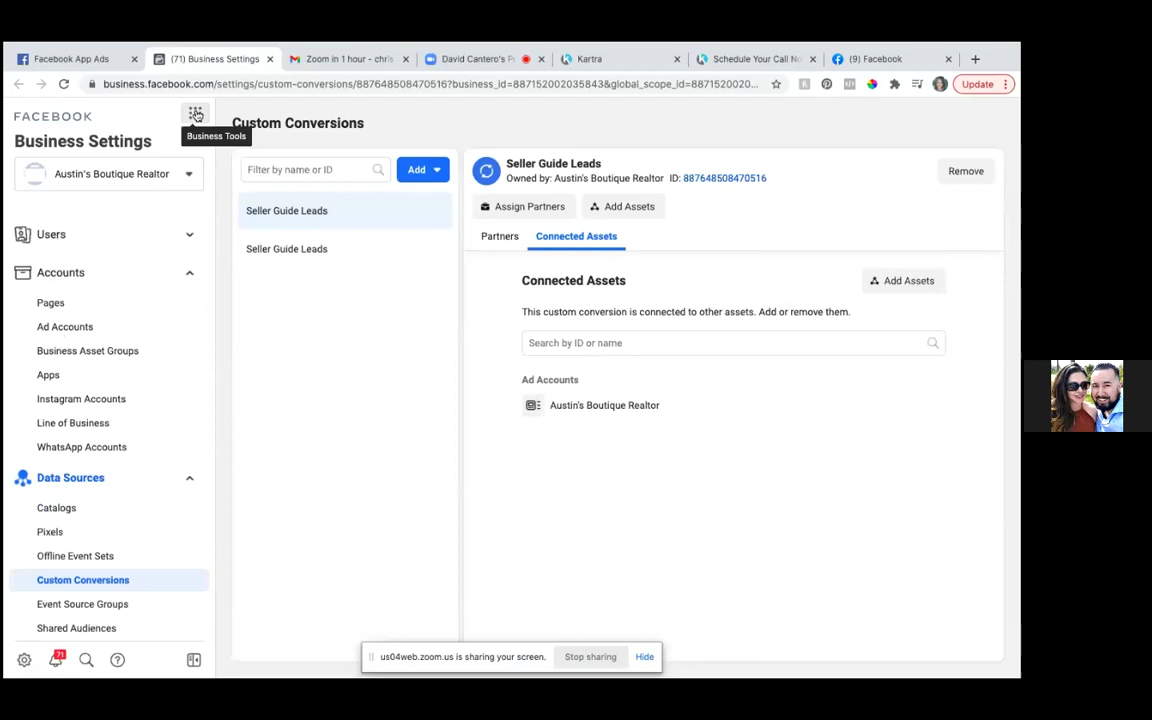 Facebook App Ads
(71) Business Settings
Zoom in 1 hour - chris
David Cantero's P
Kartra
Schedule Your Call No
(9) Facebook
business.facebook.com/settings/custom-conversions/887648508470516?business_id=887152002035843&global_scope_id=8871520020...
Update
FACEBOOK
Business Tools
Business Settings
Austin's Boutique Realtor
Users
Accounts
Pages
Ad Accounts
Business Asset Groups
Apps
Instagram Accounts
Line of Business
WhatsApp Accounts
Data Sources
Catalogs
Pixels
Offline Event Sets
Custom Conversions
Event Source Groups
Shared Audiences
71
Custom Conversions
Filter by name or ID
Add
Seller Guide Leads
Seller Guide Leads
Seller Guide Leads
Owned by: Austin's Boutique Realtor ID: 887648508470516
Remove
Assign Partners
Add Assets
Partners
Connected Assets
Connected Assets
Add Assets
This custom conversion is connected to other assets. Add or remove them.
Search by ID or name
Ad Accounts
Austin's Boutique Realtor
us04web.zoom.us is sharing your screen.
Stop sharing
Hide